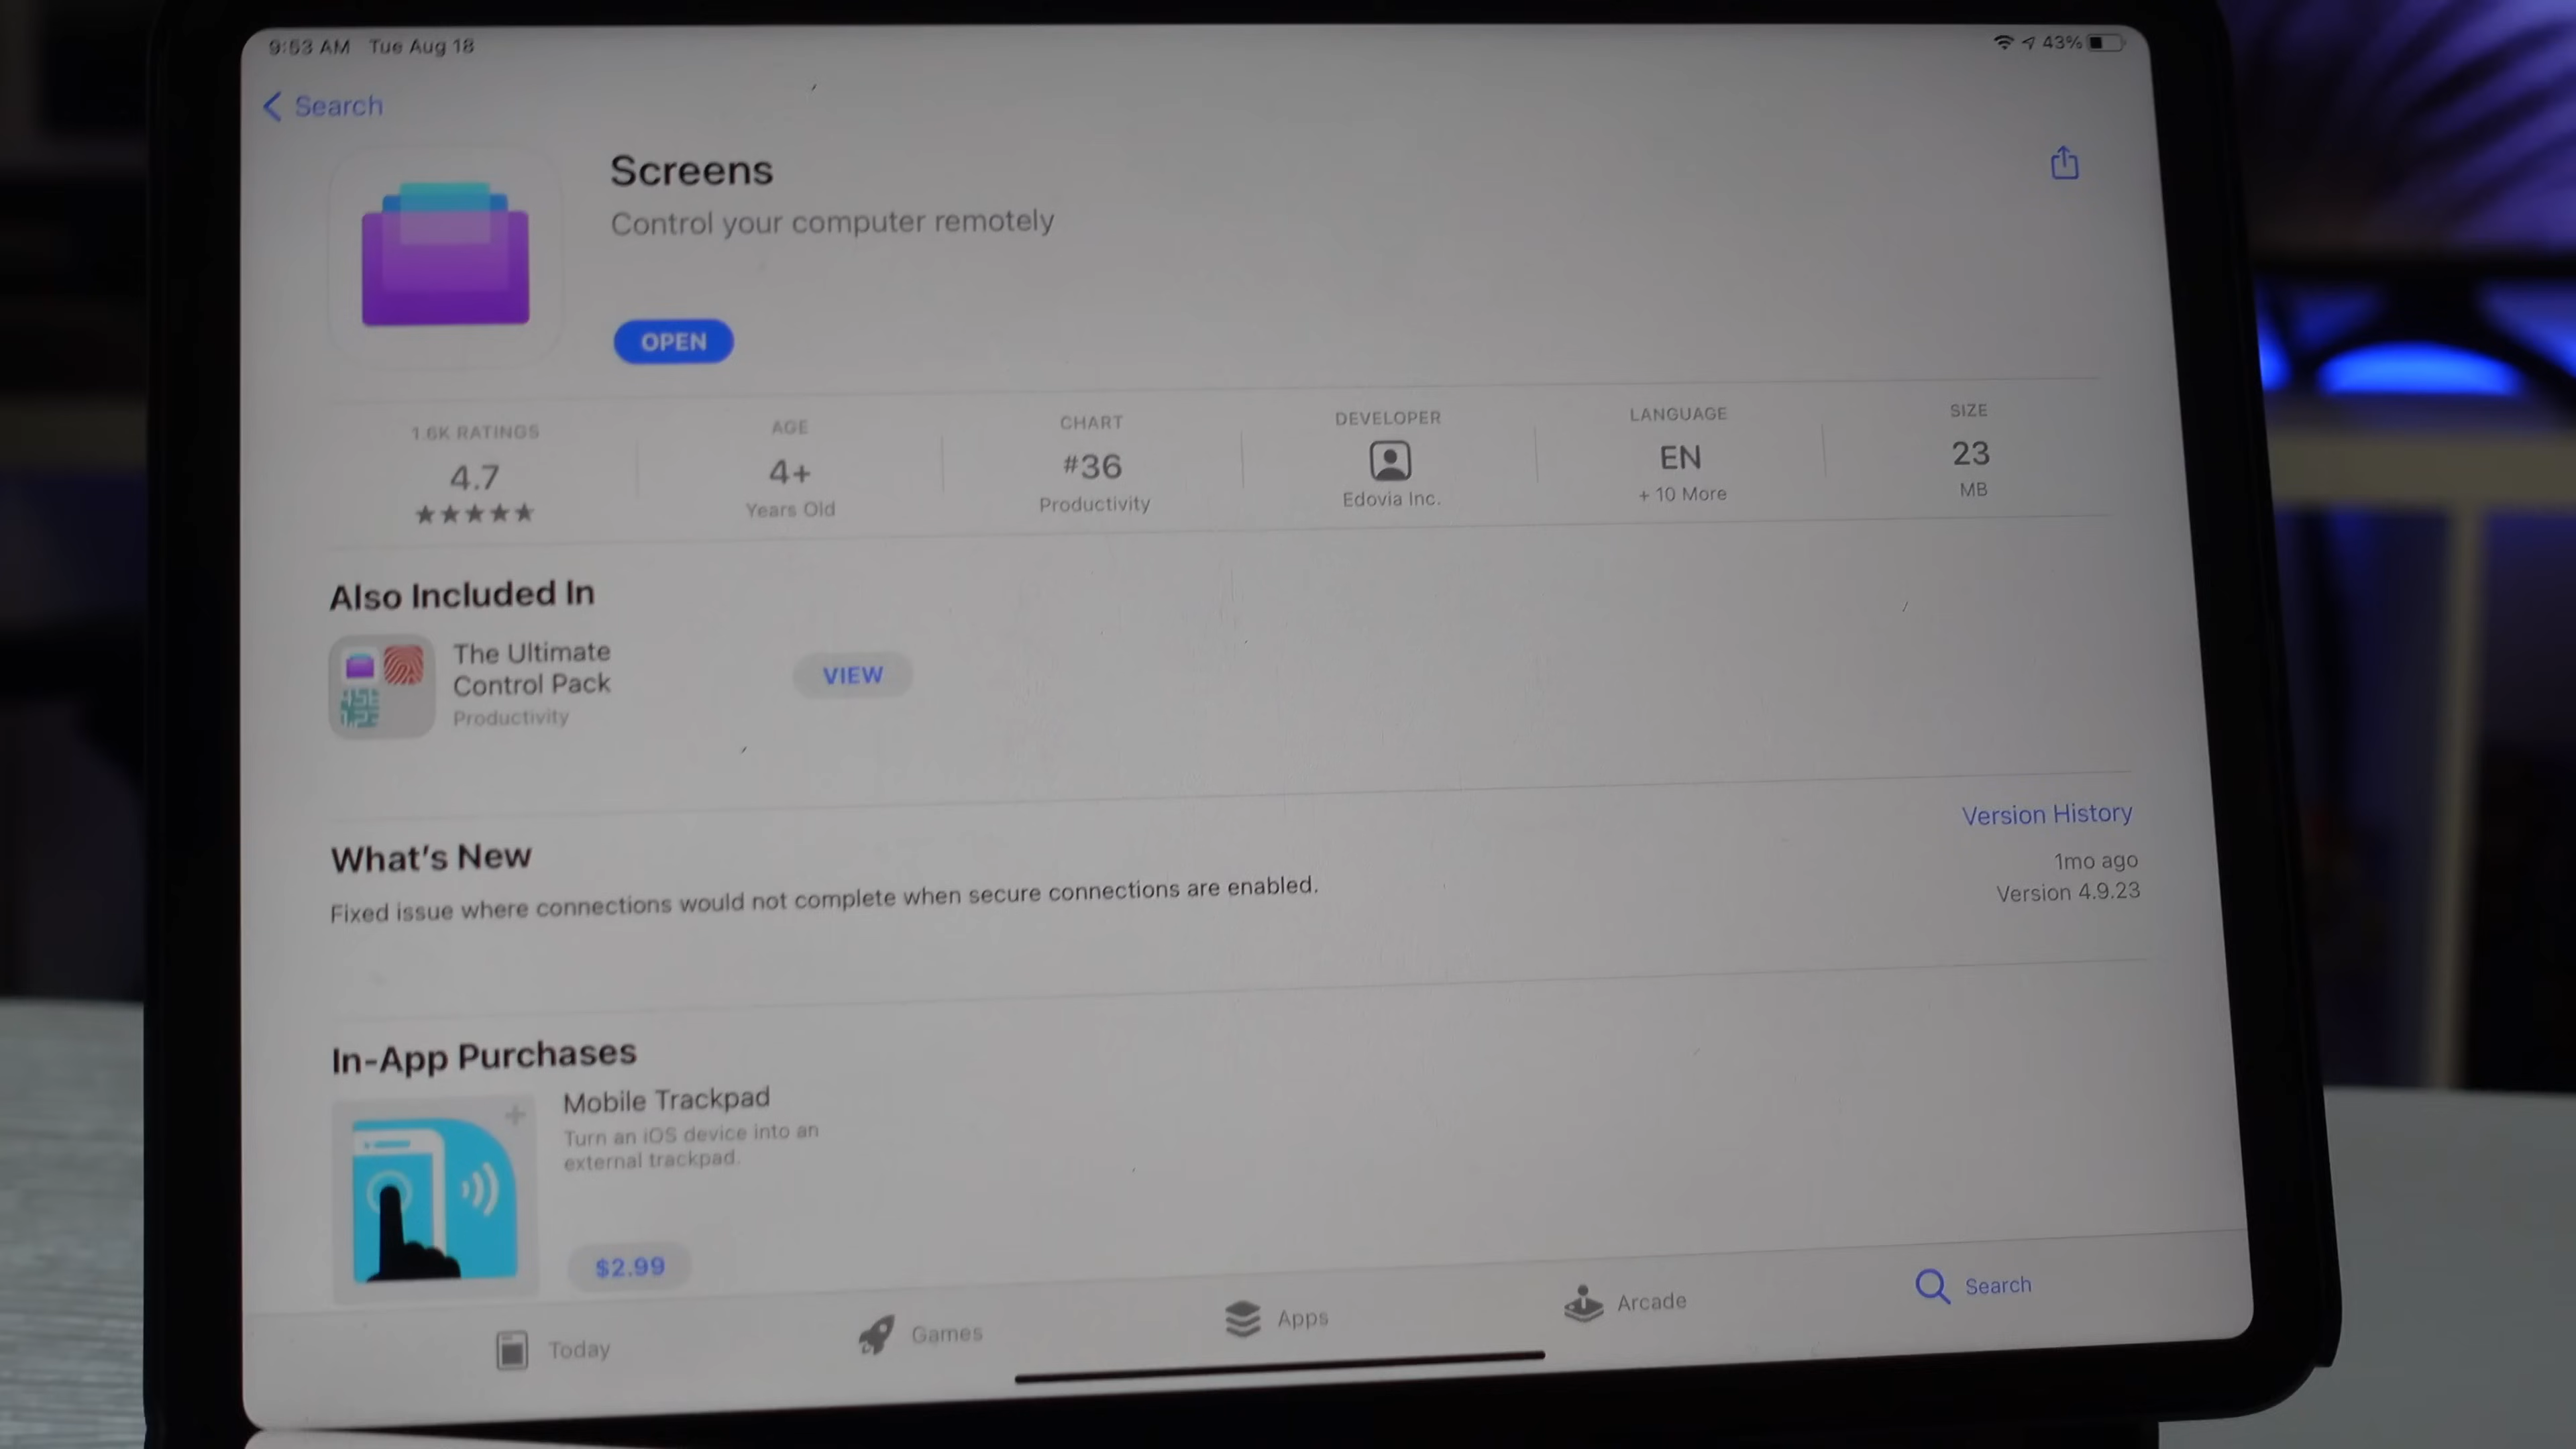 9:53 AM Tue Aug 18
43%
Search
Screens
Control your computer remotely
OPEN
1.6K RATINGS
4.7
AGE
4+
Years Old
CHART
#36
Productivity
DEVELOPER
Edovia Inc.
LANGUAGE
EN
+ 10 More
SIZE
23
MB
Also Included In
The Ultimate
Control Pack
Productivity
VIEW
What's New
Version History
Fixed issue where connections would not complete when secure connections are enabled.
1mo ago
Version 4.9.23
In-App Purchases
Mobile Trackpad
Turn an iOS device into an
external trackpad.
$2.99
Today
Games
Apps
Arcade
Search